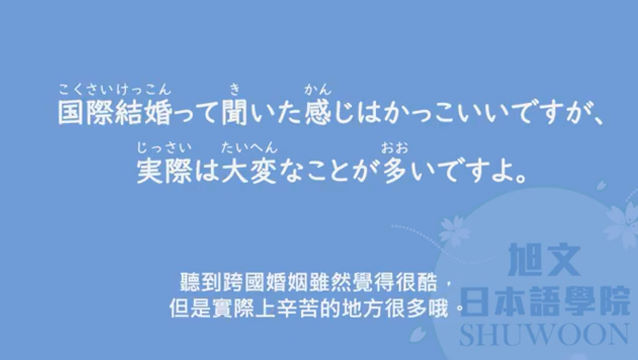 こくさいけっこん き かん
国際結婚って聞いた感じはかっこいいですが、
じっさい たいへん おお
実際は大変なことが多いですよ。
聽到跨國婚姻雖然覺得很酷，
但是實際上辛苦的地方很多哦。
旭文
日本語學院
SHUWOON